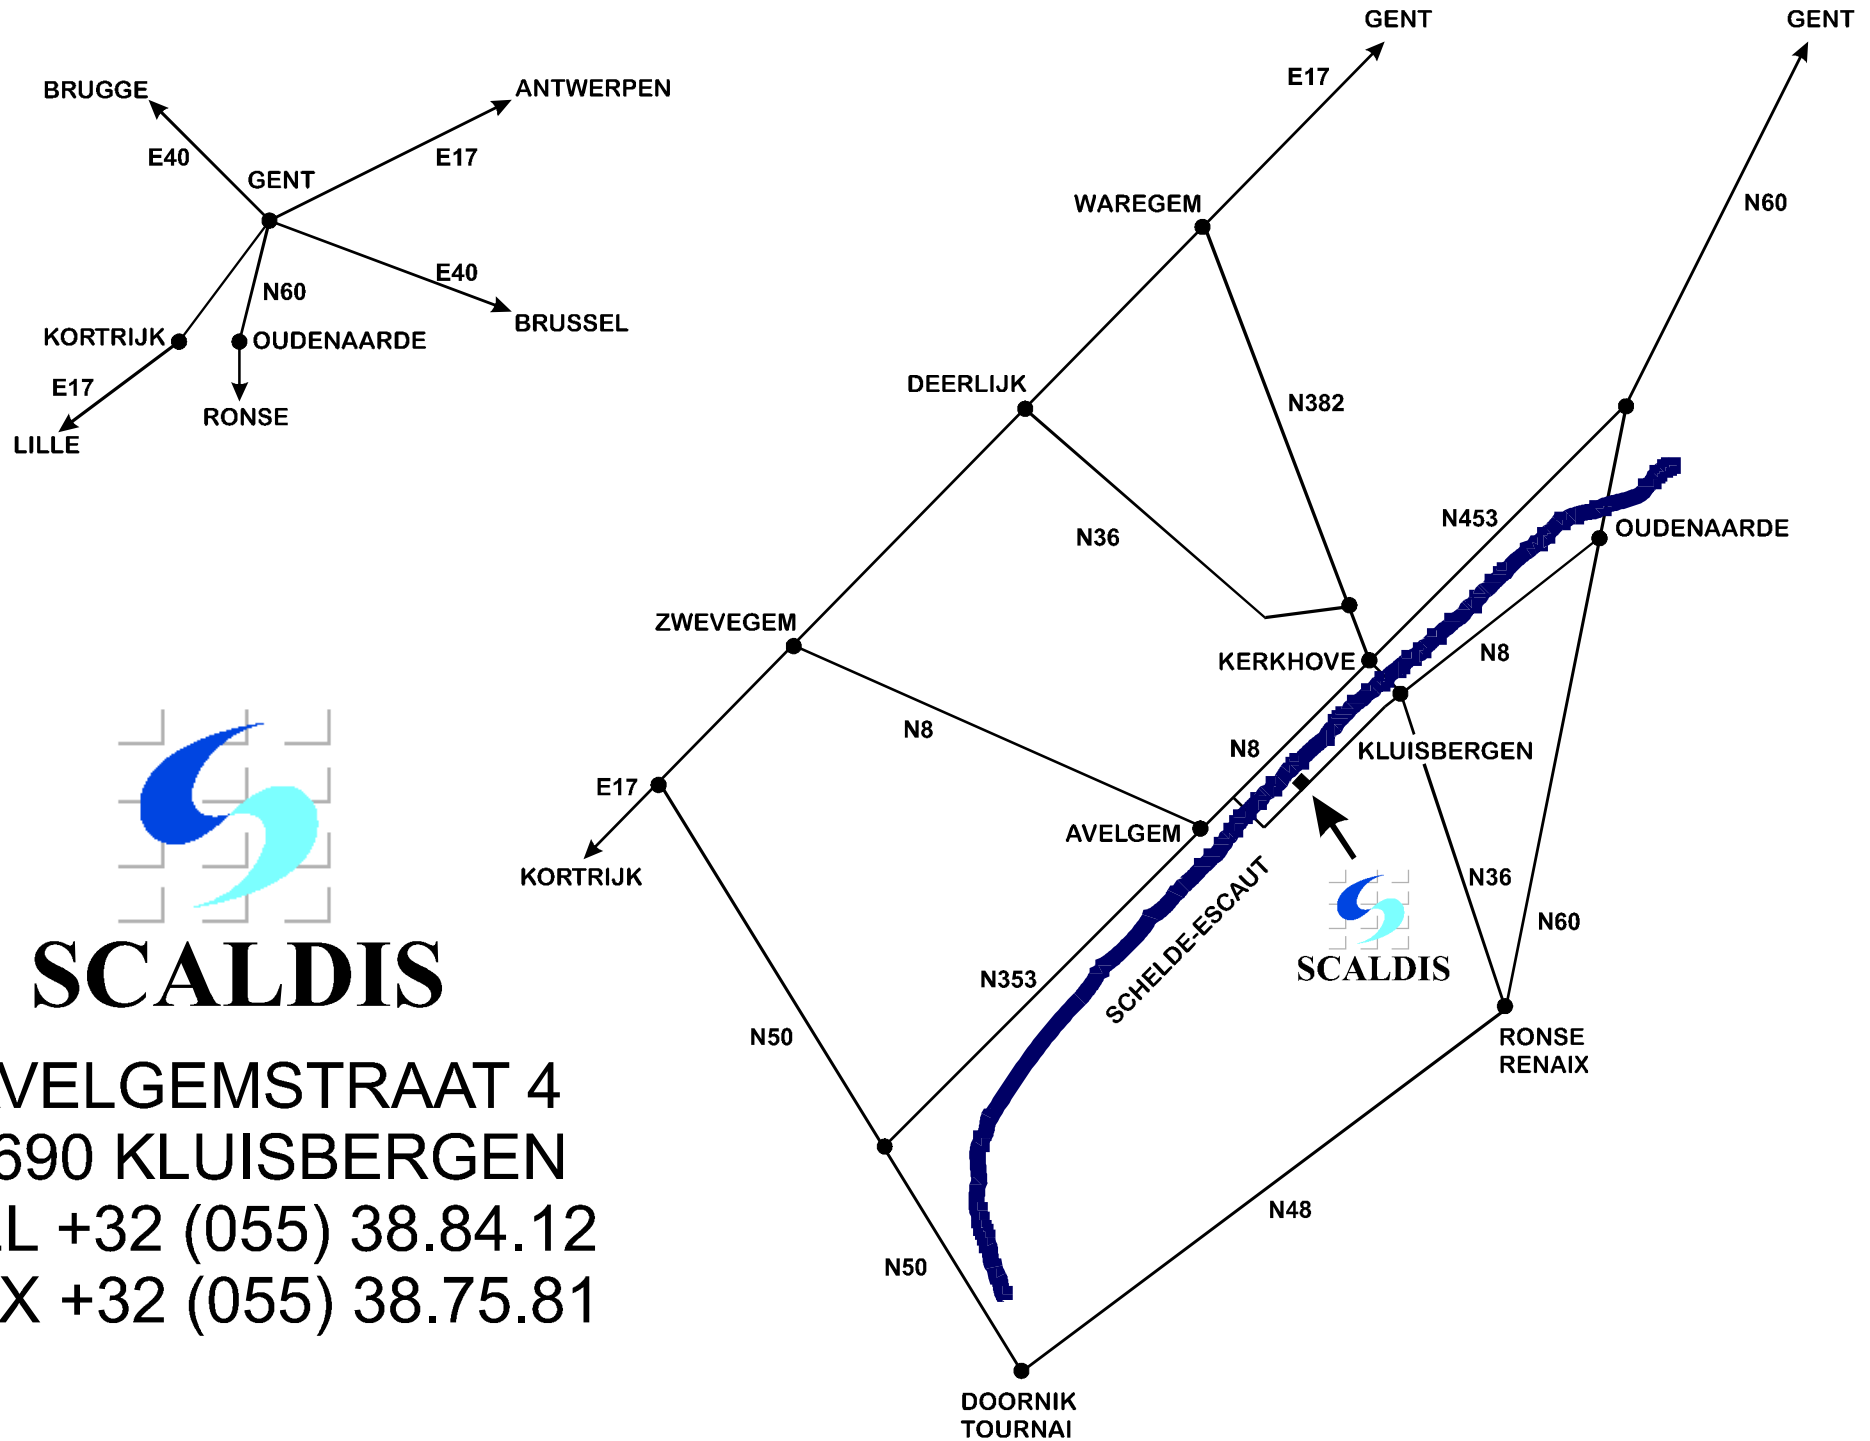 BRUGGE
ANTWERPEN
E40
E17
GENT
E40
N60
BRUSSEL
KORTRIJK
OUDENAARDE
E17
RONSE
LILLE
GENT
GENT
E17
N60
WAREGEM
DEERLIJK
N382
N453
N36
OUDENAARDE
ZWEVEGEM
KERKHOVE
N8
N8
N8
KLUISBERGEN
E17
AVELGEM
KORTRIJK
SCHELDE-ESCAUT
N36
N60
SCALDIS
N353
N50
RONSE
RENAIX
N48
N50
DOORNIK
TOURNAI
SCALDIS
VELGEMSTRAAT 4
690 KLUISBERGEN
L +32 (055) 38.84.12
X +32 (055) 38.75.81